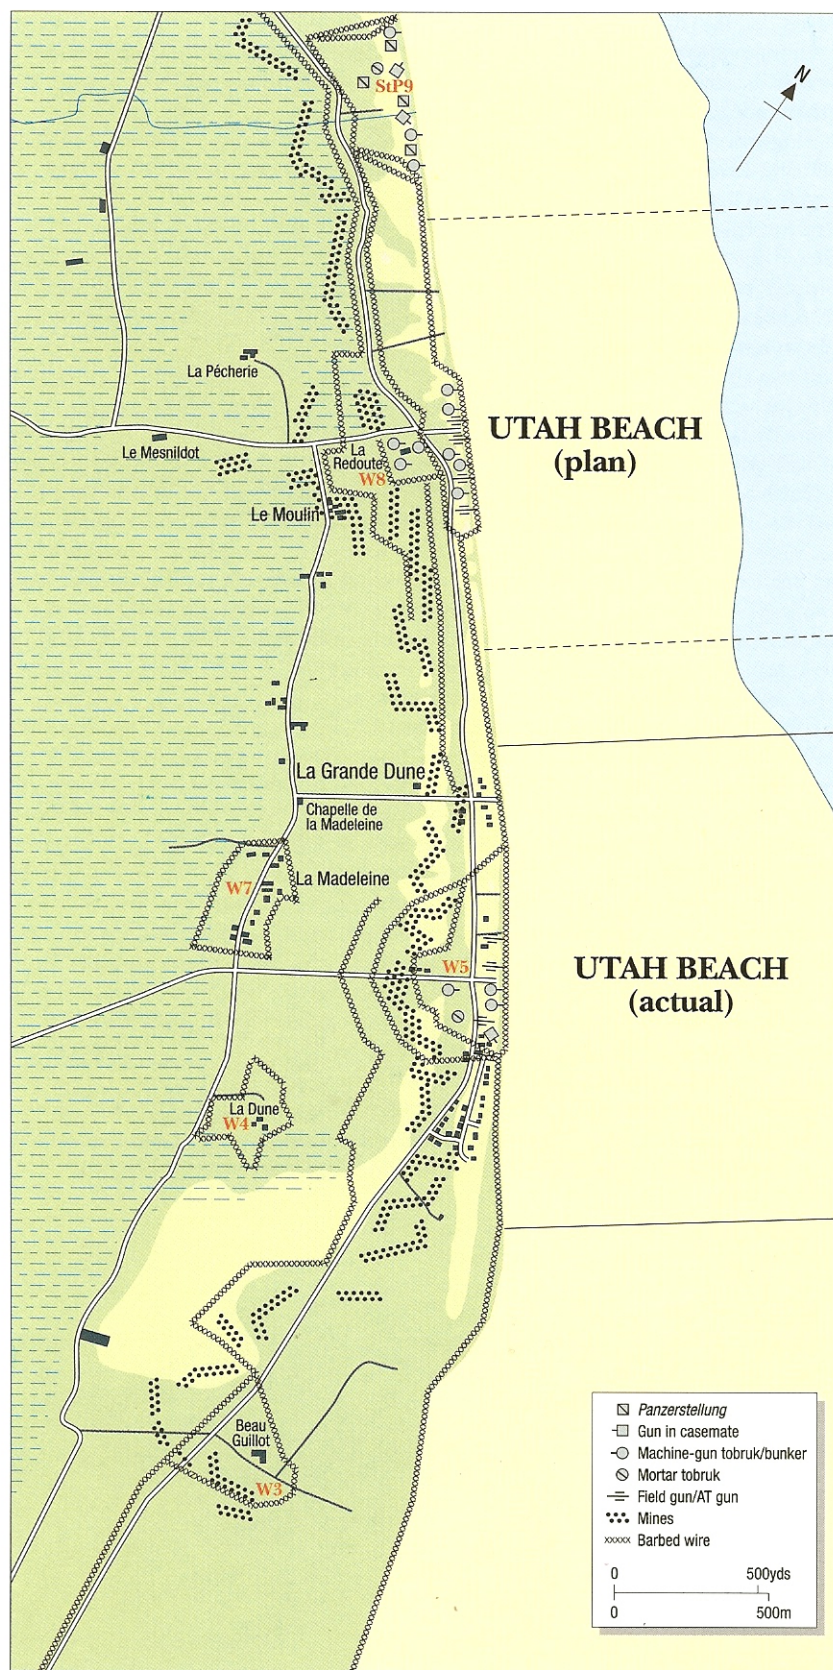 N
StP9
La Pécherie
UTAH BEACH
(plan)
Le Mesnildot
La
Redoute
W8
Le Moulin
La Grande Dune
Chapelle de
la Madeleine
W7
La Madeleine
W5
UTAH BEACH
(actual)
La Dune
W4
Beau
Guillot
W3
Panzerstellung
Gun in casemate
Machine-gun tobruk/bunker
Mortar tobruk
Field gun/AT gun
Mines
Barbed wire
0 500yds
0 500m